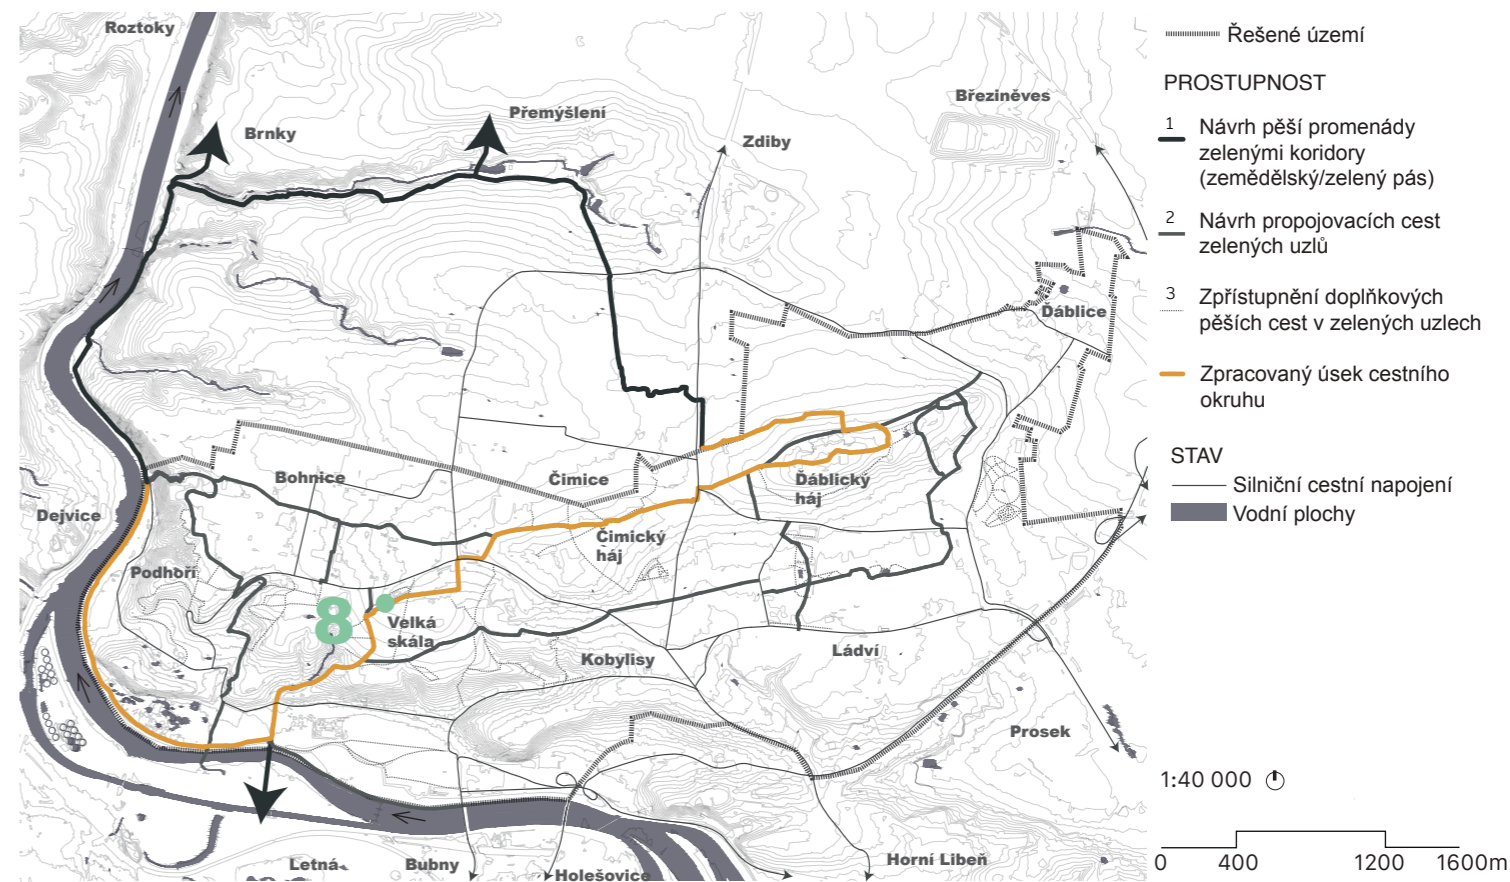 Roztoky
Brnky
Přemýšlení
Zdiby
Březiněves
Ďáblice
Bohnice
Čimice
Ďáblický
háj
Dejvice
Čimický
háj
Podhoří
8
Velká
skála
Kobylisy
Ládví
Prosek
Letná
Bubny
Holešovice
Horní Libeň
Řešené území
PROSTUPNOST
1 Návrh pěší promenády
zelenými koridory
(zemědělský/zelený pás)
2 Návrh propojovacích cest
zelených uzlů
3 Zpřístupnění doplňkových
pěších cest v zelených uzlech
Zpracovaný úsek cestního
okruhu
STAV
Silniční cestní napojení
Vodní plochy
1:40 000
0 400 1200 1600m